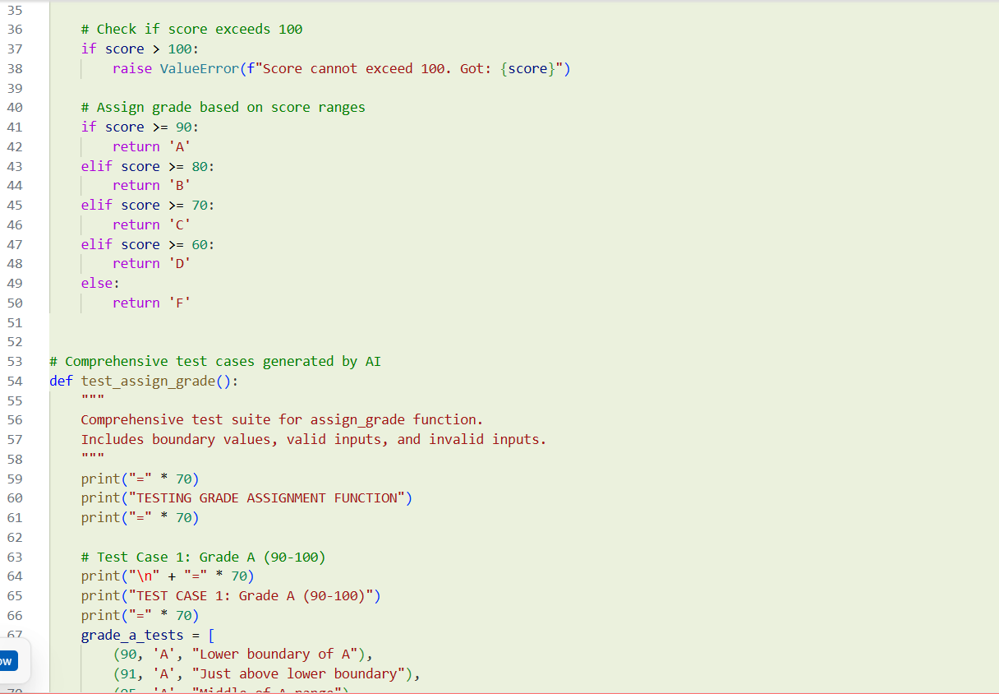 35
36     # Check if score exceeds 100
37     if score > 100:
38         raise ValueError(f"Score cannot exceed 100. Got: {score}")
39
40     # Assign grade based on score ranges
41     if score >= 90:
42         return 'A'
43     elif score >= 80:
44         return 'B'
45     elif score >= 70:
46         return 'C'
47     elif score >= 60:
48         return 'D'
49     else:
50         return 'F'
51
52
53 # Comprehensive test cases generated by AI
54 def test_assign_grade():
55     """
56     Comprehensive test suite for assign_grade function.
57     Includes boundary values, valid inputs, and invalid inputs.
58     """
59     print("=" * 70)
60     print("TESTING GRADE ASSIGNMENT FUNCTION")
61     print("=" * 70)
62
63     # Test Case 1: Grade A (90-100)
64     print("\n" + "=" * 70)
65     print("TEST CASE 1: Grade A (90-100)")
66     print("=" * 70)
67     grade_a_tests = [
        (90, 'A', "Lower boundary of A"),
ow
        (91, 'A', "Just above lower boundary"),
70         (95, 'A', "Middle of A range"),